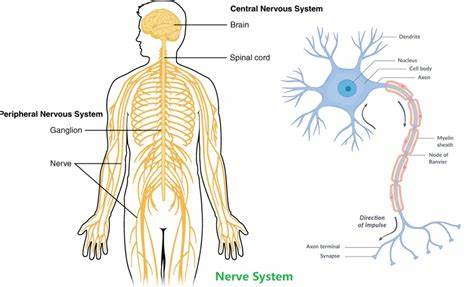 Central Nervous System
Brain
Spinal cord
Peripheral Nervous System
Ganglion
Nerve
Nerve System
Dendrite
Nucleus
Cell body
Axon
Myelin
sheath
Node of
Ranvier
Direction
of impulse
Axon terminal
Synapse